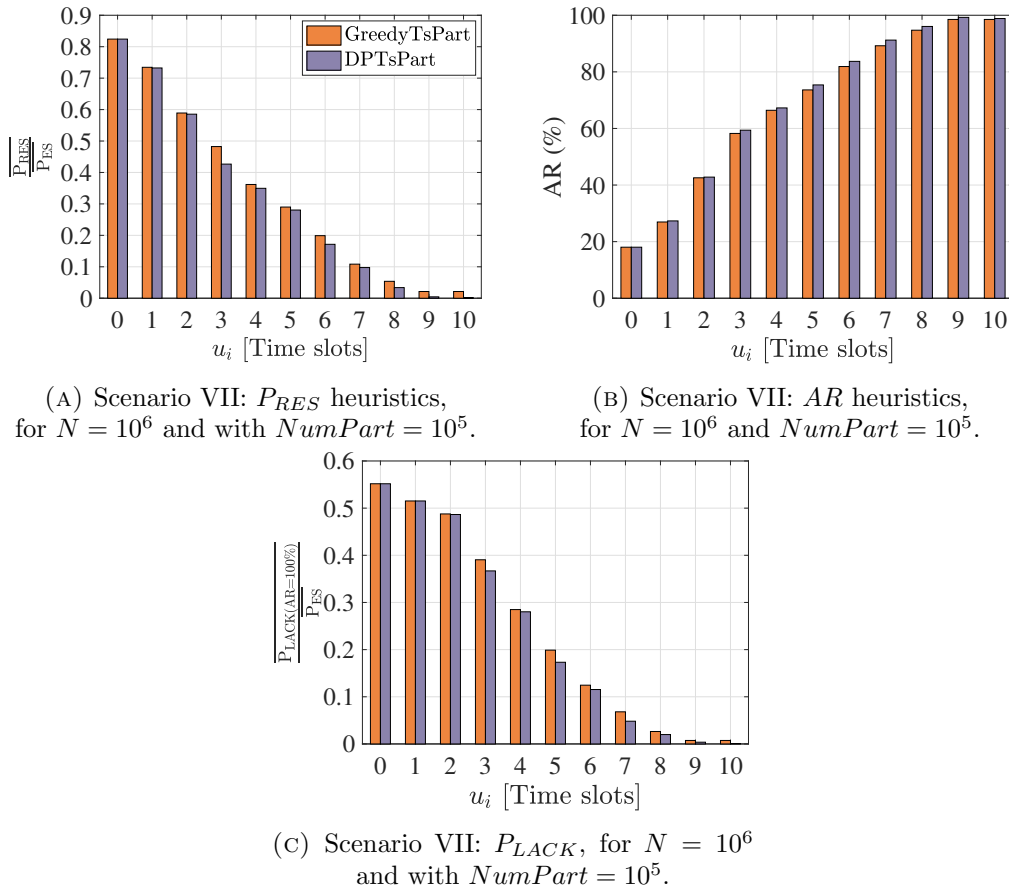 0.9
0.8
0.7
0.6
0.5
0.4
0.3
0.2
0.1
0
P_RES
P_ES
GreedyTsPart
DPTsPart
0 1 2 3 4 5 6 7 8 9 10
u_i [Time slots]
(A) Scenario VII: P_RES heuristics,
for N = 10^6 and with NumPart = 10^5.
100
80
60
40
20
0
AR (%)
0 1 2 3 4 5 6 7 8 9 10
u_i [Time slots]
(B) Scenario VII: AR heuristics,
for N = 10^6 and NumPart = 10^5.
0.6
0.5
0.4
0.3
0.2
0.1
0
P_LACK(AR=100%)
P_ES
0 1 2 3 4 5 6 7 8 9 10
u_i [Time slots]
(C) Scenario VII: P_LACK, for N = 10^6
and with NumPart = 10^5.